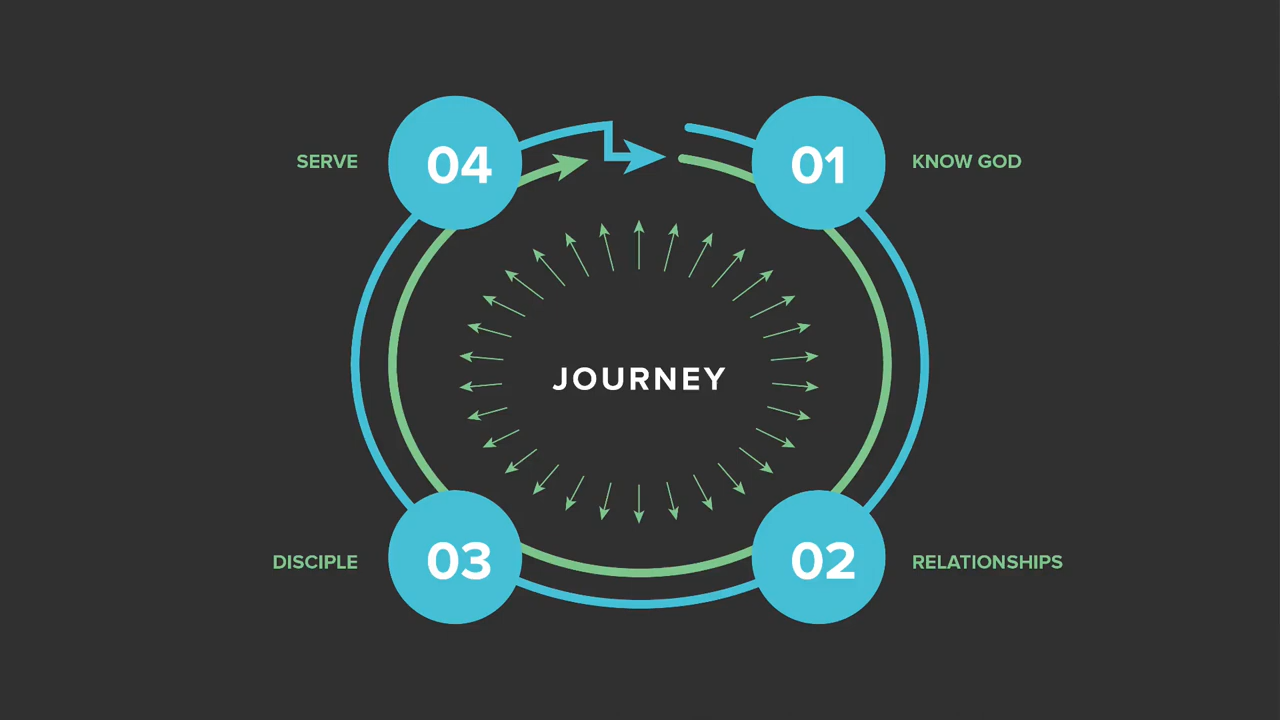 SERVE
04
01
KNOW GOD
JOURNEY
DISCIPLE
03
02
RELATIONSHIPS